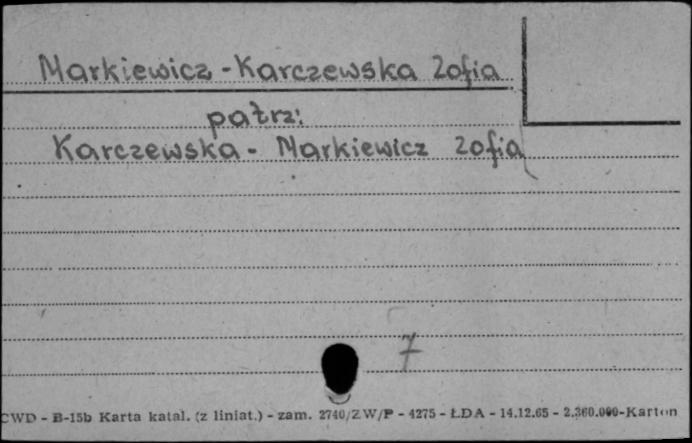 Markiewicz - Karczewska Zofia
patrz:
Karczewska - Markiewicz Zofia
7
CWD - B-15b Karta katal. (z liniat.) - zam. 2740/ZW/P - 4275 - ŁDA - 14.12.65 - 2.360.000-Karton